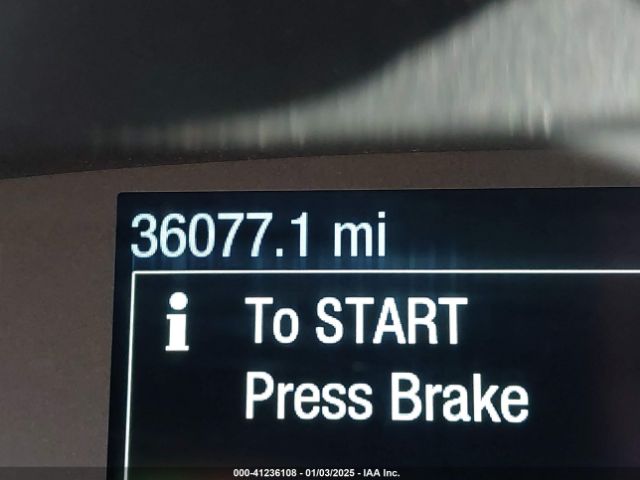 36077.1 mi
i To START
Press Brake
000-41236108 - 01/03/2025 - IAA Inc.